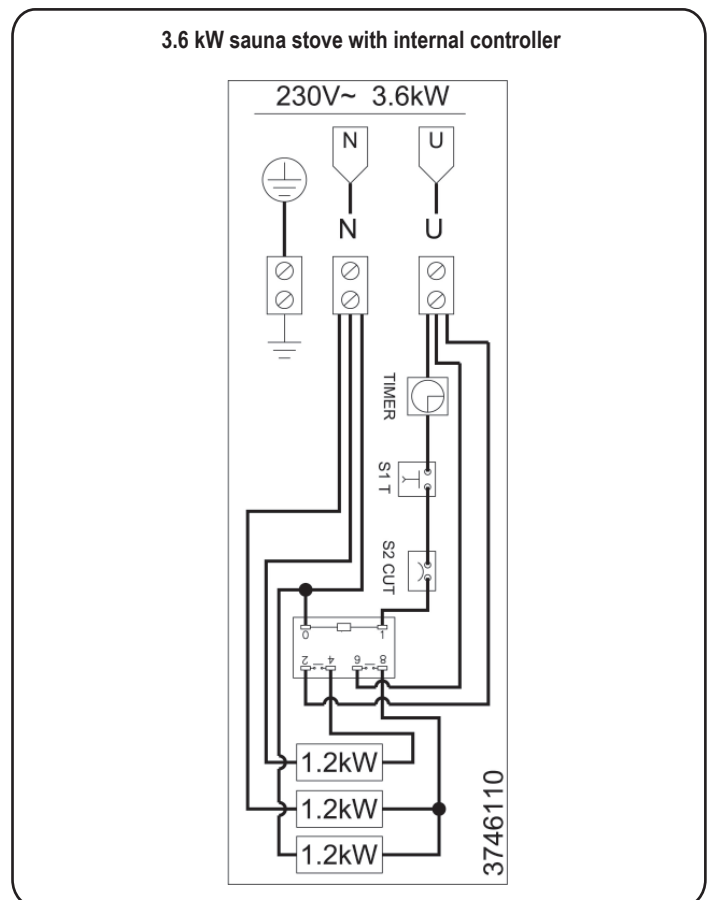 3.6 kW sauna stove with internal controller
230V~ 3.6kW
N U
N U
TIMER
S1 T
S2 CUT
0 1
2 4 6 8
1.2kW
1.2kW
1.2kW
3746110